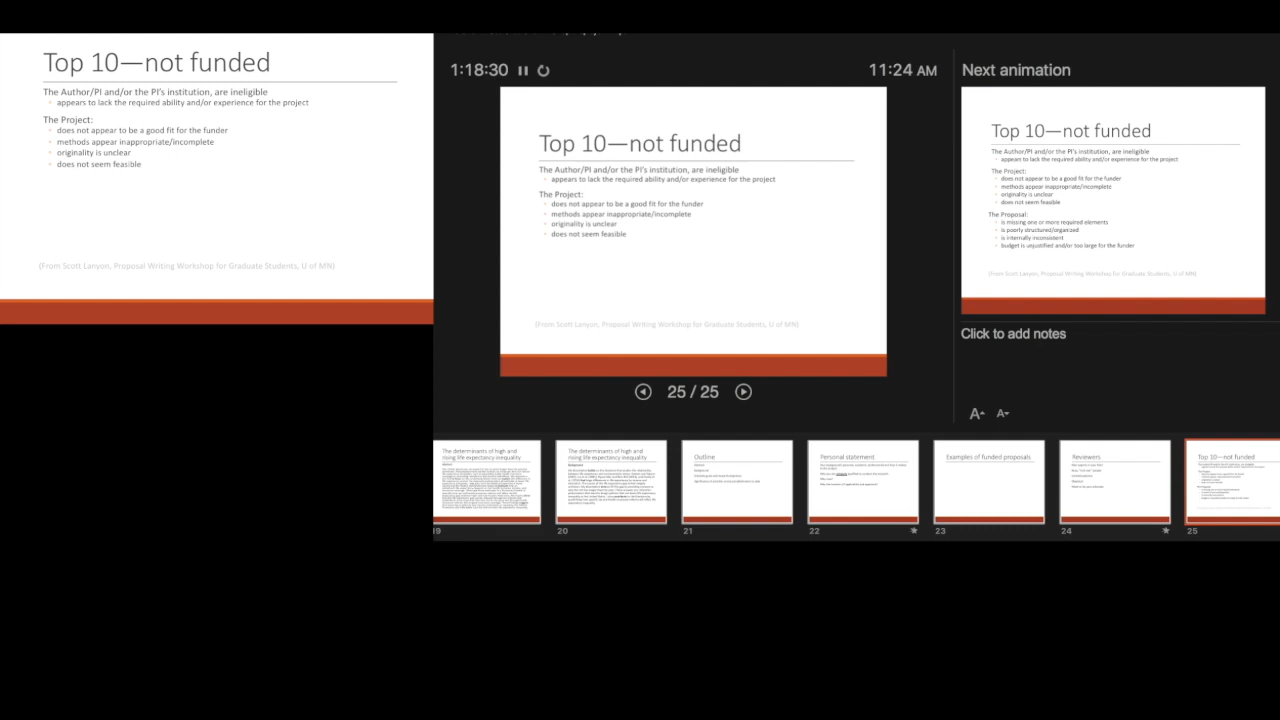 Top 10—not funded
The Author/PI and/or the PI's institution, are ineligible
appears to lack the required ability and/or experience for the project
The Project:
does not appear to be a good fit for the funder
methods appear inappropriate/incomplete
originality is unclear
does not seem feasible
(From Scott Lanyon, Proposal Writing Workshop for Graduate Students, U of MN)
1:18:30
11:24 AM
Top 10—not funded
The Author/PI and/or the PI's institution, are ineligible
appears to lack the required ability and/or experience for the project
The Project:
does not appear to be a good fit for the funder
methods appear inappropriate/incomplete
originality is unclear
does not seem feasible
(From Scott Lanyon, Proposal Writing Workshop for Graduate Students, U of MN)
25 / 25
Next animation
Top 10—not funded
The Author/PI and/or the PI's institution, are ineligible
appears to lack the required ability and/or experience for the project
The Project:
does not appear to be a good fit for the funder
methods appear inappropriate/incomplete
originality is unclear
does not seem feasible
The Proposal:
is missing one or more required elements
is poorly structured/organized
is internally inconsistent
budget is unjustified and/or too large for the funder
(From Scott Lanyon, Proposal Writing Workshop for Graduate Students, U of MN)
Click to add notes
A A
The determinants of high and
rising life expectancy inequality
The determinants of high and
rising life expectancy inequality
Outline
Personal statement
Examples of funded proposals
Reviewers
Top 10—not funded
19
20
21
22
23
24
25